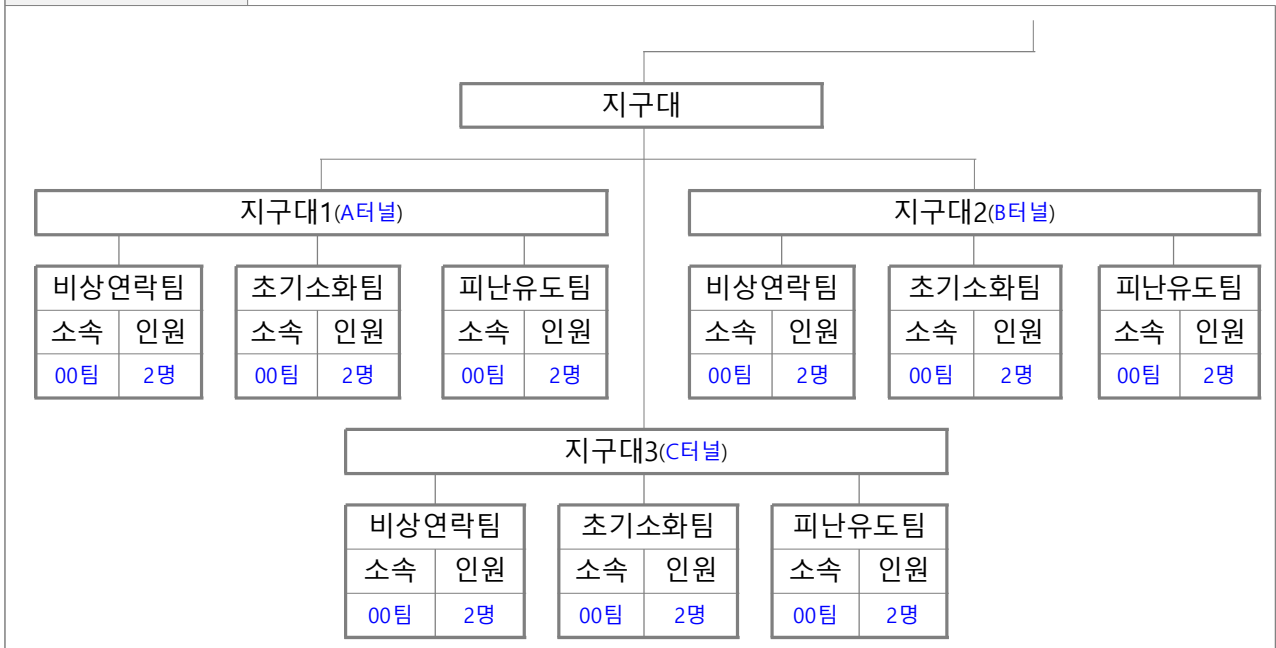 지구대
지구대1(A터널) 지구대2(B터널)
비상연락팀 초기소화팀 피난유도팀 비상연락팀 초기소화팀 피난유도팀
소속 인원 소속 인원 소속 인원 소속 인원 소속 인원 소속 인원
00팀 2명 00팀 2명 00팀 2명 00팀 2명 00팀 2명 00팀 2명
지구대3(C터널)
비상연락팀 초기소화팀 피난유도팀
소속 인원 소속 인원 소속 인원
00팀 2명 00팀 2명 00팀 2명